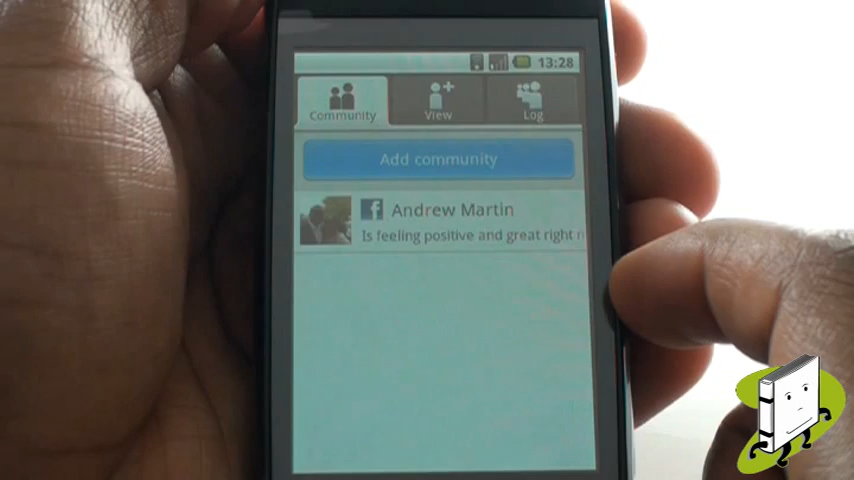 13:28
Community
View
Log
Add community
Andrew Martin
Is feeling positive and great right